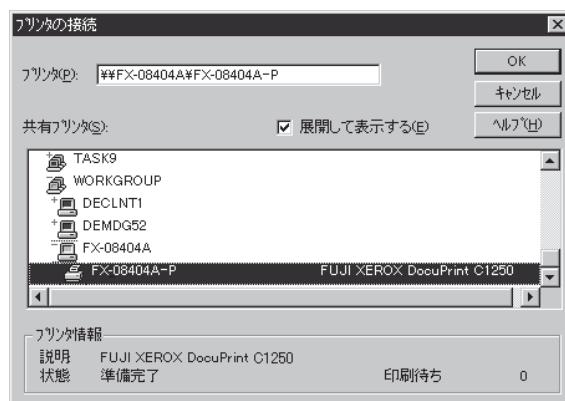 プリンタの接続
プリンタ(P): ¥¥FX-08404A¥FX-08404A-P
OK
キャンセル
共有プリンタ(S): 展開して表示する(E) ヘルプ(H)
TASK9
WORKGROUP
DECLNT1
DEMDG52
FX-08404A
FX-08404A-P FUJI XEROX DocuPrint C1250
プリンタ情報
説明 FUJI XEROX DocuPrint C1250
状態 準備完了 印刷待ち 0